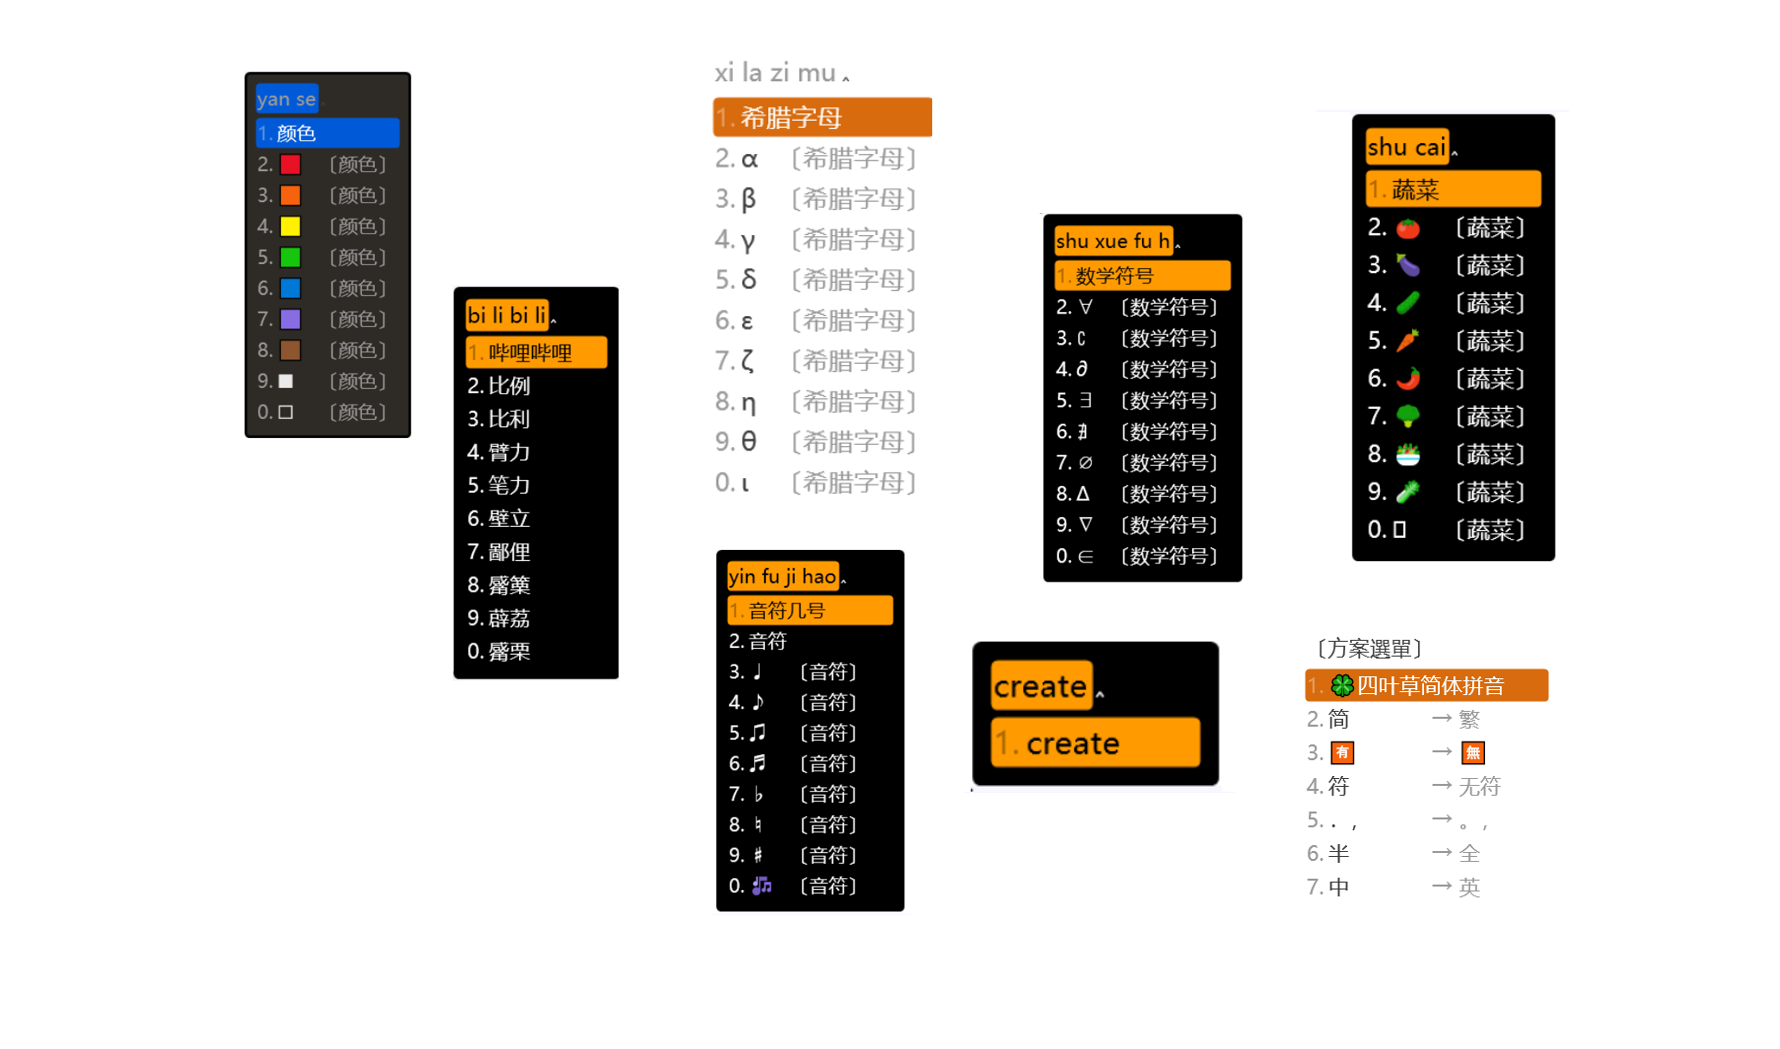 yan se
1. 颜色
2. 🟥 〔颜色〕
3. 🟧 〔颜色〕
4. 🟨 〔颜色〕
5. 🟩 〔颜色〕
6. 🟦 〔颜色〕
7. 🟪 〔颜色〕
8. 🟫 〔颜色〕
9. ■ 〔颜色〕
0. □ 〔颜色〕
bi li bi li‸
1. 哔哩哔哩
2. 比例
3. 比利
4. 臂力
5. 笔力
6. 壁立
7. 鄙俚
8. 觱篥
9. 薜荔
0. 觱栗
xi la zi mu‸
1. 希腊字母
2. α 〔希腊字母〕
3. β 〔希腊字母〕
4. γ 〔希腊字母〕
5. δ 〔希腊字母〕
6. ε 〔希腊字母〕
7. ζ 〔希腊字母〕
8. η 〔希腊字母〕
9. θ 〔希腊字母〕
0. ι 〔希腊字母〕
yin fu ji hao‸
1. 音符几号
2. 音符
3. ♩ 〔音符〕
4. ♪ 〔音符〕
5. ♫ 〔音符〕
6. ♬ 〔音符〕
7. ♭ 〔音符〕
8. ♮ 〔音符〕
9. ♯ 〔音符〕
0. 🎶 〔音符〕
shu xue fu h‸
1. 数学符号
2. ∀ 〔数学符号〕
3. ∁ 〔数学符号〕
4. ∂ 〔数学符号〕
5. ∃ 〔数学符号〕
6. ∄ 〔数学符号〕
7. ∅ 〔数学符号〕
8. ∆ 〔数学符号〕
9. ∇ 〔数学符号〕
0. ∈ 〔数学符号〕
create‸
1. create
shu cai‸
1. 蔬菜
2. 🍅 〔蔬菜〕
3. 🍆 〔蔬菜〕
4. 🥒 〔蔬菜〕
5. 🥕 〔蔬菜〕
6. 🌶 〔蔬菜〕
7. 🥦 〔蔬菜〕
8. 🥗 〔蔬菜〕
9. 🥬 〔蔬菜〕
0. 〔蔬菜〕
〔方案選單〕
1. 🍀四叶草简体拼音
2. 简 → 繁
3. 🈶 → 🈚
4. 符 → 无符
5. ．， → 。，
6. 半 → 全
7. 中 → 英